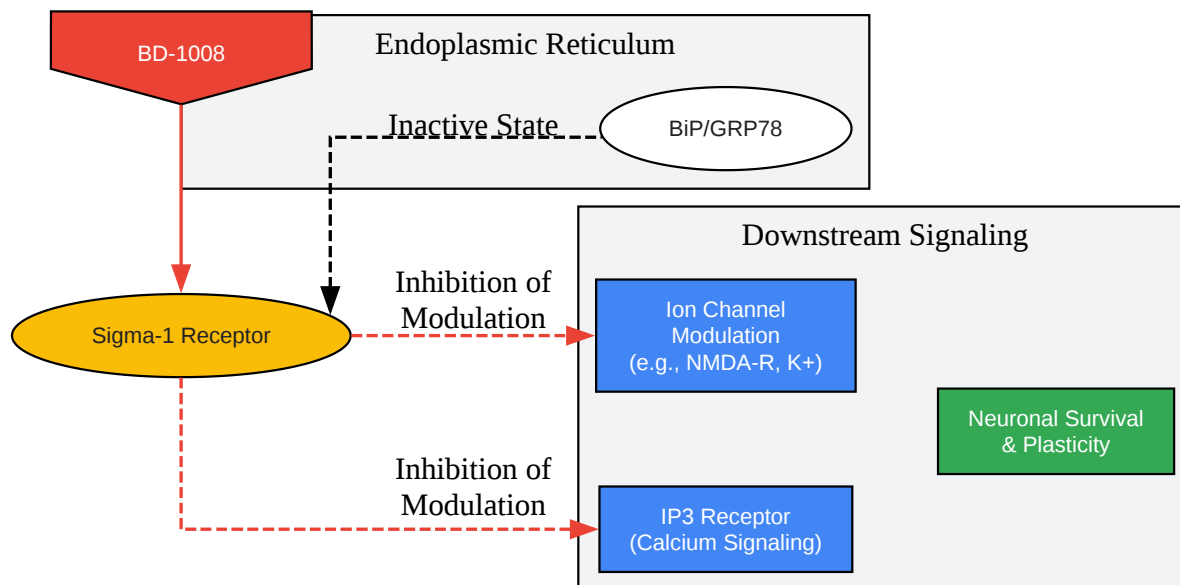 BD-1008
Endoplasmic Reticulum
Inactive State
BiP/GRP78
Downstream Signaling
Inhibition of
Modulation
Ion Channel
Modulation
(e.g., NMDA-R, K+)
Sigma-1 Receptor
Neuronal Survival
& Plasticity
Inhibition of
Modulation
IP3 Receptor
(Calcium Signaling)